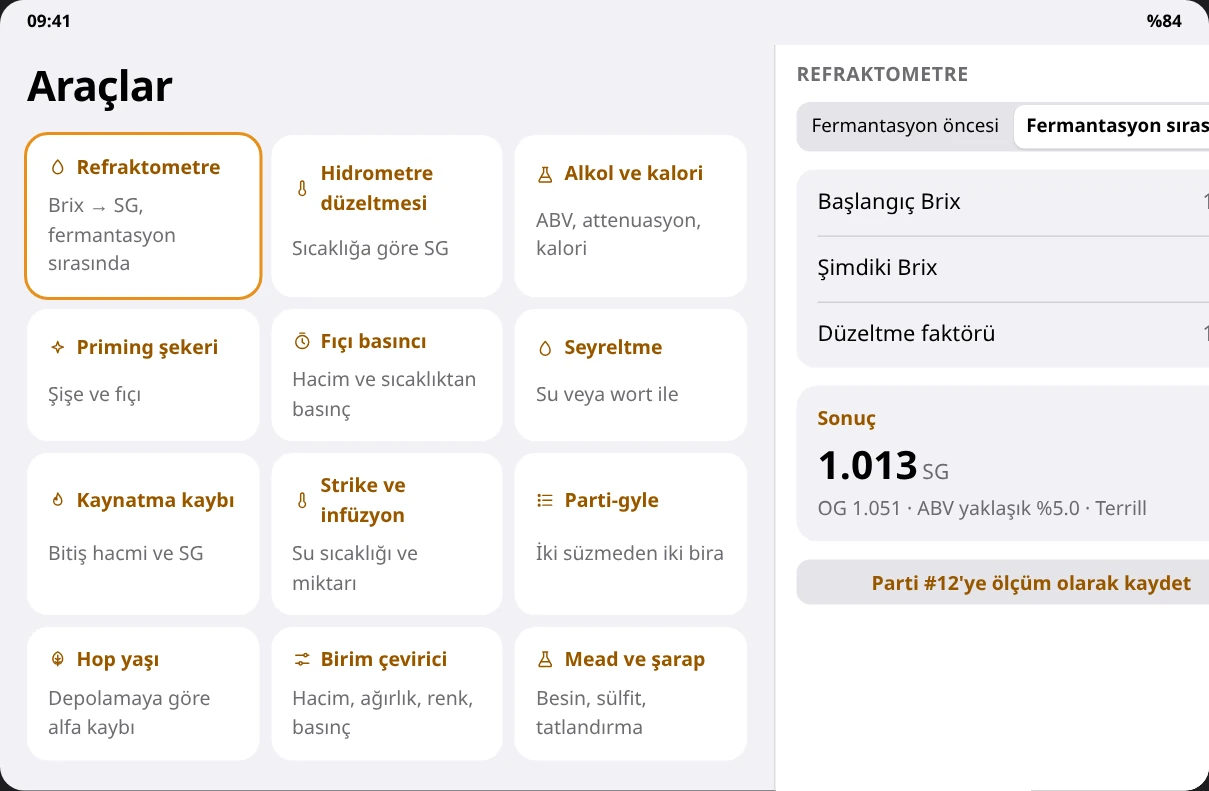 09:41
%84
Araçlar
Refraktometre
Brix → SG,
fermantasyon
sırasında
Hidrometre
düzeltmesi
Sıcaklığa göre SG
Alkol ve kalori
ABV, attenuasyon,
kalori
Priming şekeri
Şişe ve fıçı
Fıçı basıncı
Hacim ve sıcaklıktan
basınç
Seyreltme
Su veya wort ile
Kaynatma kaybı
Bitiş hacmi ve SG
Strike ve
infüzyon
Su sıcaklığı ve
miktarı
Parti-gyle
İki süzmeden iki bira
Hop yaşı
Depolamaya göre
alfa kaybı
Birim çevirici
Hacim, ağırlık, renk,
basınç
Mead ve şarap
Besin, sülfit,
tatlandırma
REFRAKTOMETRE
Fermantasyon öncesi
Fermantasyon
Başlangıç Brix
Şimdiki Brix
Düzeltme faktörü
Sonuç
1.013 SG
OG 1.051 · ABV yaklaşık %5.0 · Terrill
Parti #12'ye ölçüm olarak kaydet